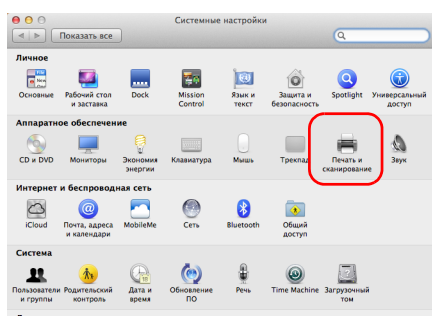 Системные настройки
Показать все
Личное
Основные
Рабочий стол и заставка
Dock
Mission Control
Язык и текст
Защита и безопасность
Spotlight
Универсальный доступ
Аппаратное обеспечение
CD и DVD
Мониторы
Экономия энергии
Клавиатура
Мышь
Трекпад
Печать и сканирование
Звук
Интернет и беспроводная сеть
iCloud
Почта, адреса и календари
MobileMe
Сеть
Bluetooth
Общий доступ
Система
Пользователи и группы
Родительский контроль
Дата и время
Обновление ПО
Речь
Time Machine
Загрузочный том